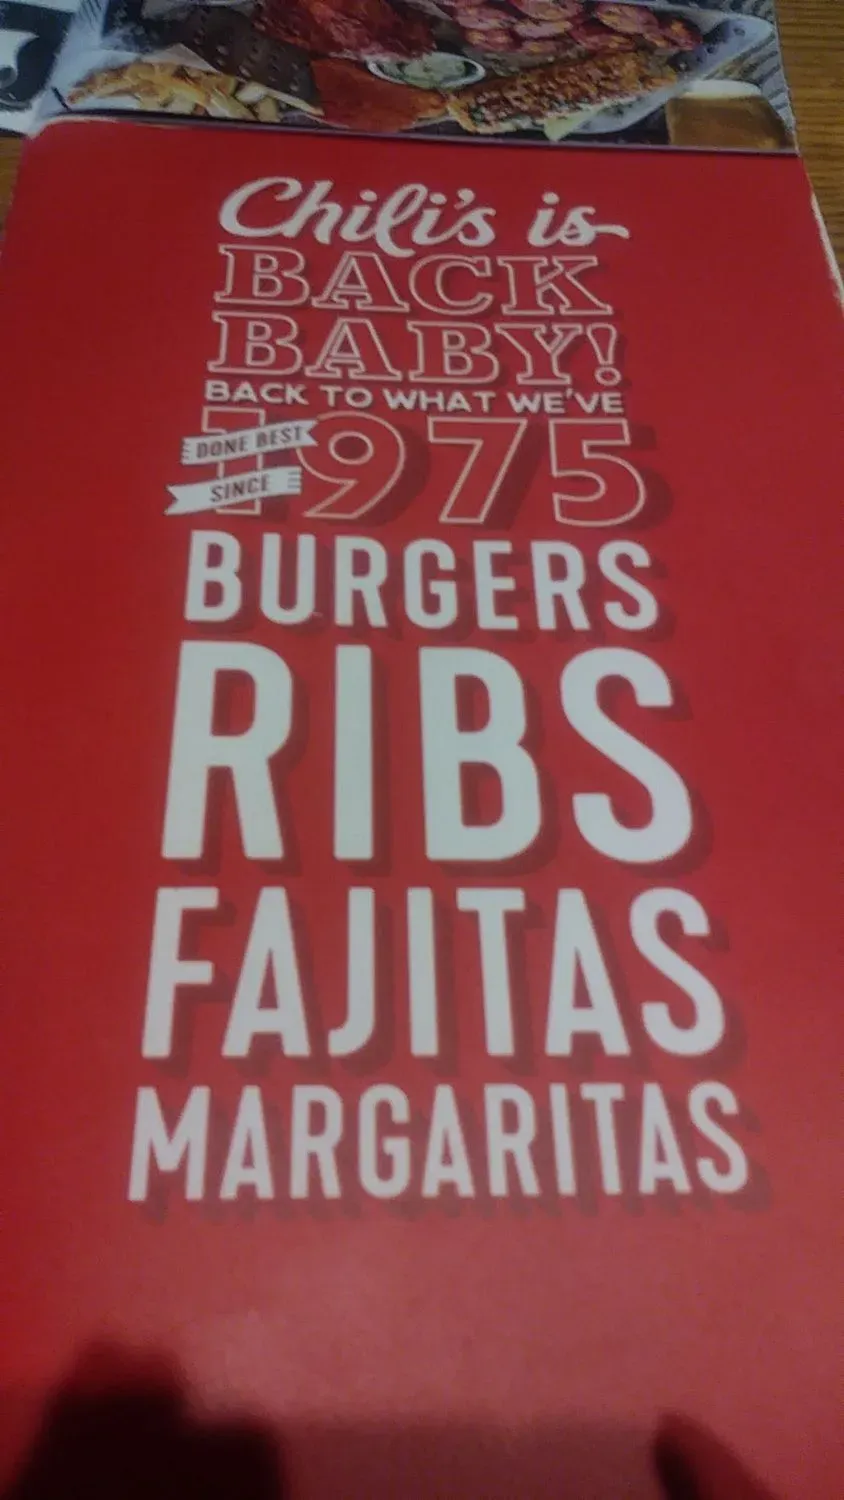 Chili's is
BACK
BABY!
BACK TO WHAT WE'VE
DONE BEST
SINCE
1975
BURGERS
RIBS
FAJITAS
MARGARITAS